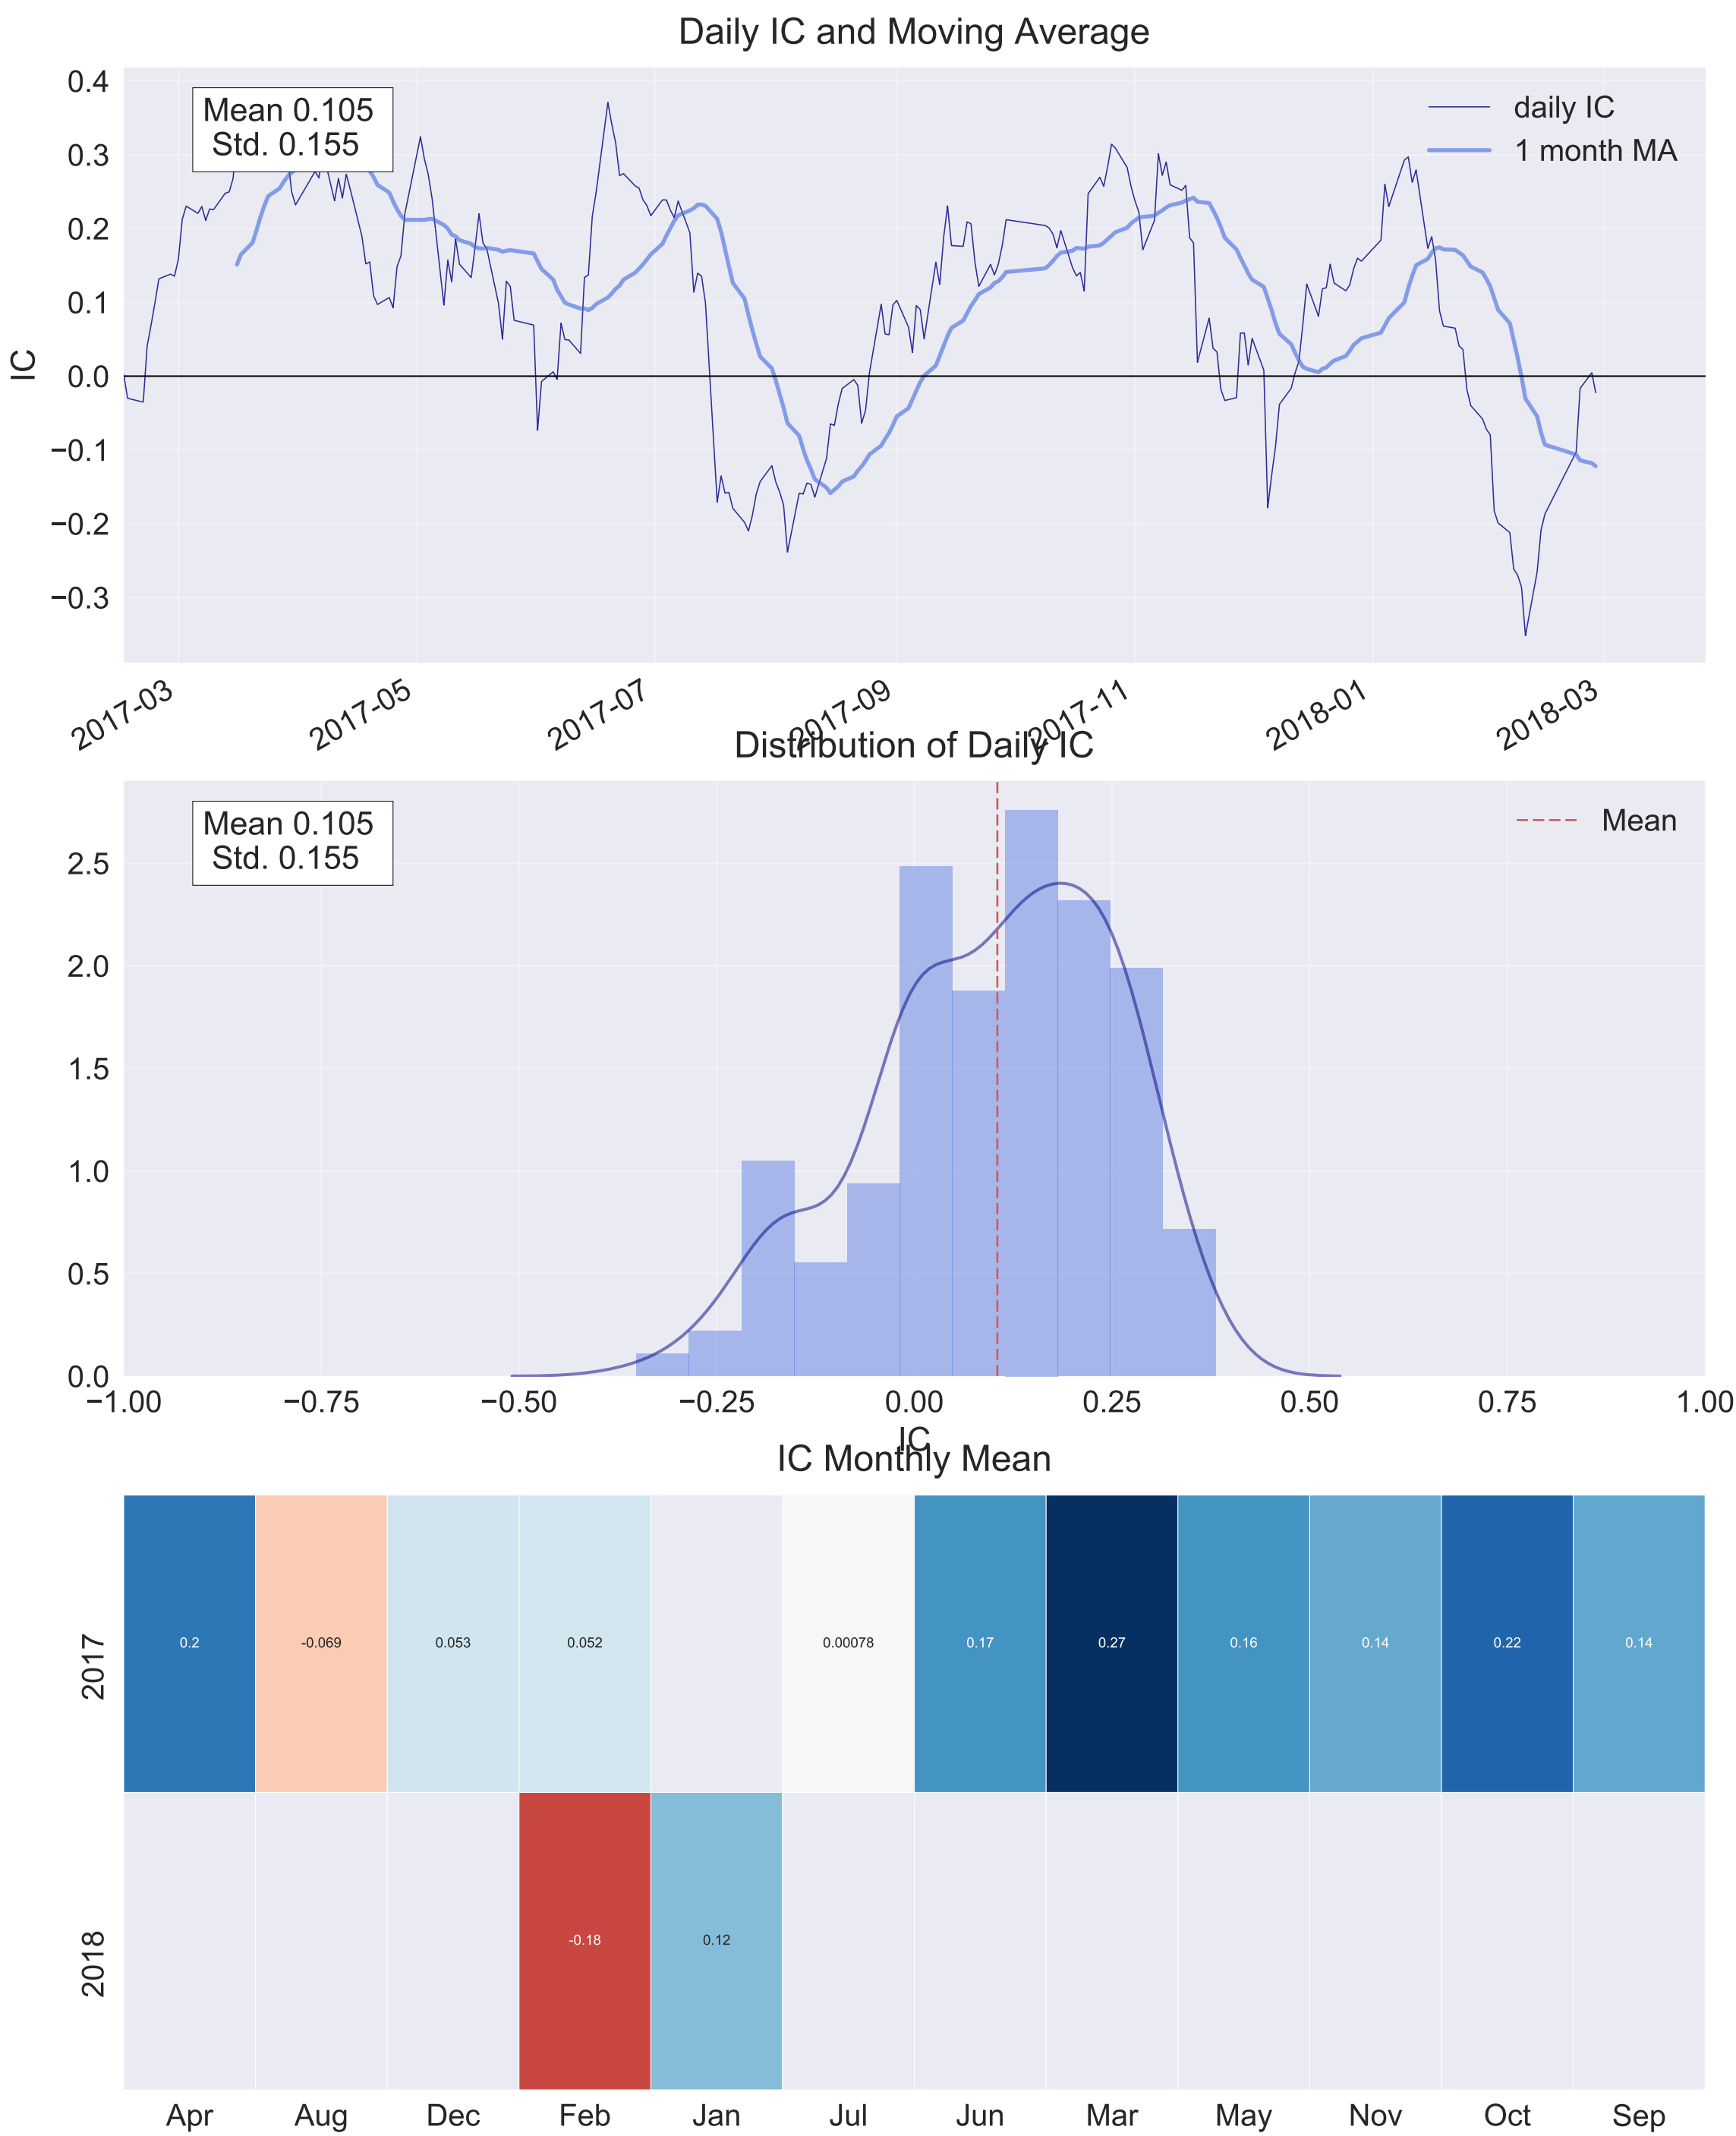 Daily IC and Moving Average
Mean 0.105
Std. 0.155
daily IC
1 month MA
0.4
0.3
0.2
0.1
0.0
−0.1
−0.2
−0.3
IC
2017-03
2017-05
2017-07
2017-09
2017-11
2018-01
2018-03
Distribution of Daily IC
Mean 0.105
Std. 0.155
Mean
2.5
2.0
1.5
1.0
0.5
0.0
−1.00 −0.75 −0.50 −0.25 0.00 0.25 0.50 0.75 1.00
IC
IC Monthly Mean
2017
0.2 -0.069 0.053 0.052 0.00078 0.17 0.27 0.16 0.14 0.22 0.14
2018
-0.18 0.12
Apr Aug Dec Feb Jan Jul Jun Mar May Nov Oct Sep